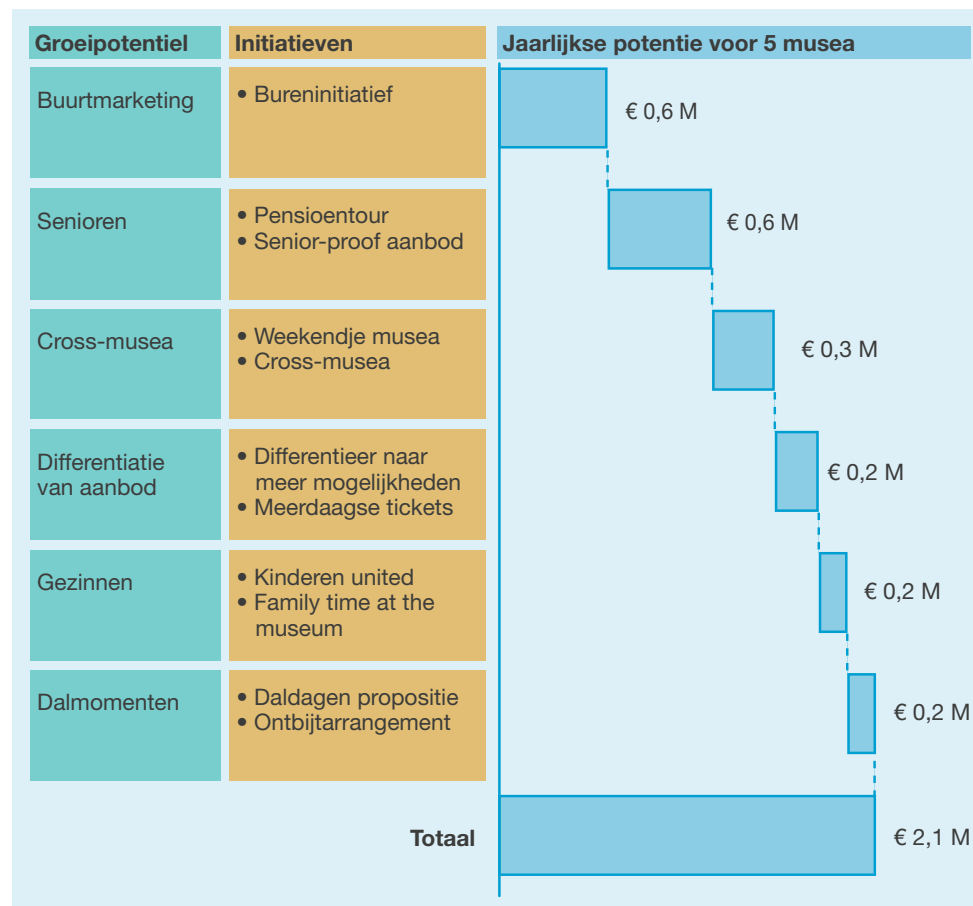 Groeipotentiel
Initiatieven
Jaarlijkse potentie voor 5 musea
Buurtmarketing
• Bureninitiatief
€ 0,6 M
Senioren
• Pensioentour
• Senior-proof aanbod
€ 0,6 M
Cross-musea
• Weekendje musea
• Cross-musea
€ 0,3 M
Differentiatie
van aanbod
• Differentieer naar
meer mogelijkheden
• Meerdaagse tickets
€ 0,2 M
Gezinnen
• Kinderen united
• Family time at the
museum
€ 0,2 M
Dalmomenten
• Daldagen propositie
• Ontbijtarrangement
€ 0,2 M
Totaal
€ 2,1 M